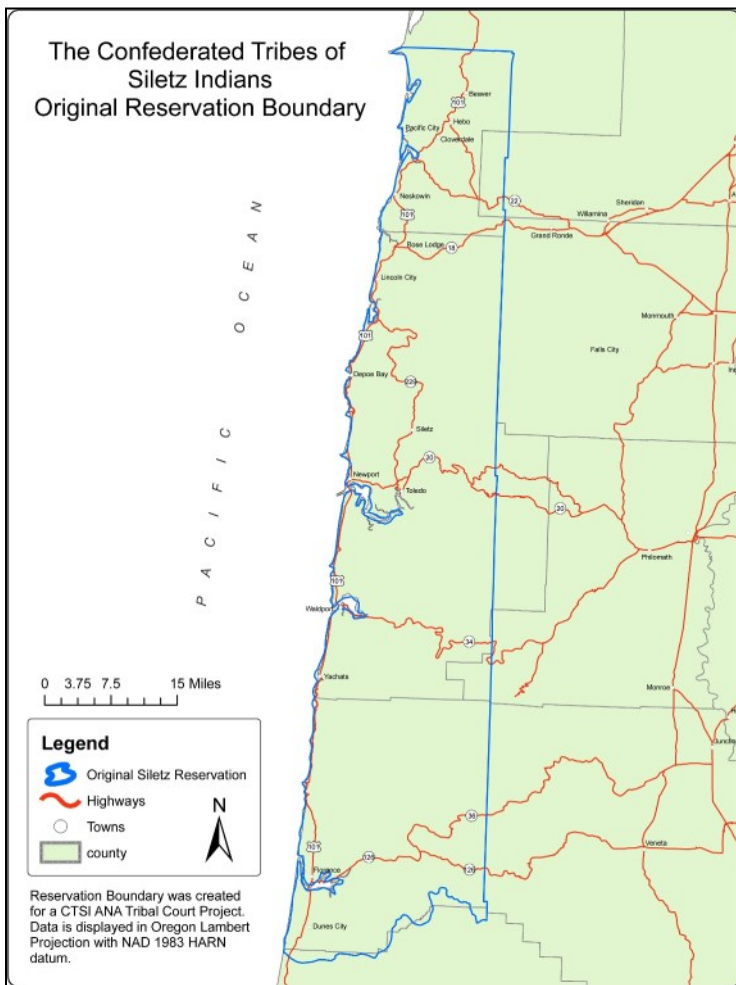 The Confederated Tribes of
Siletz Indians
Original Reservation Boundary
Beaver
101
Hebo
Pacific City
Cloverdale
Neskowin
22
Sheridan
Willamina
101
Grand Ronde
Rose Lodge
18
Lincoln City
PACIFIC OCEAN
Monmouth
101
Falls City
Depoe Bay
229
Siletz
20
Newport
Toledo
20
Philomath
101
Waldport
34
Yachats
0 3.75 7.5 15 Miles
Monroe
Legend
Original Siletz Reservation
Highways
Towns
county
N
36
Veneta
101
126
Florence
126
Dunes City
Reservation Boundary was created
for a CTSI ANA Tribal Court Project.
Data is displayed in Oregon Lambert
Projection with NAD 1983 HARN
datum.